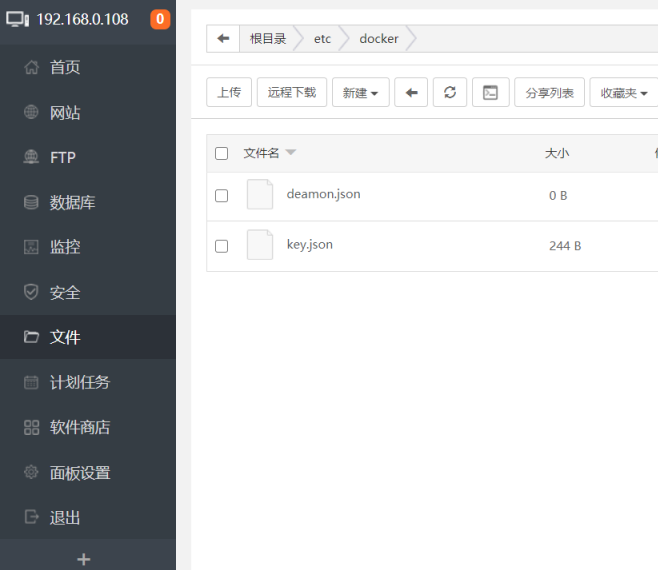 192.168.0.108 0
首页
网站
FTP
数据库
监控
安全
文件
计划任务
软件商店
面板设置
退出
根目录 etc docker
上传 远程下载 新建 分享列表 收藏夹
文件名 大小
deamon.json 0 B
key.json 244 B